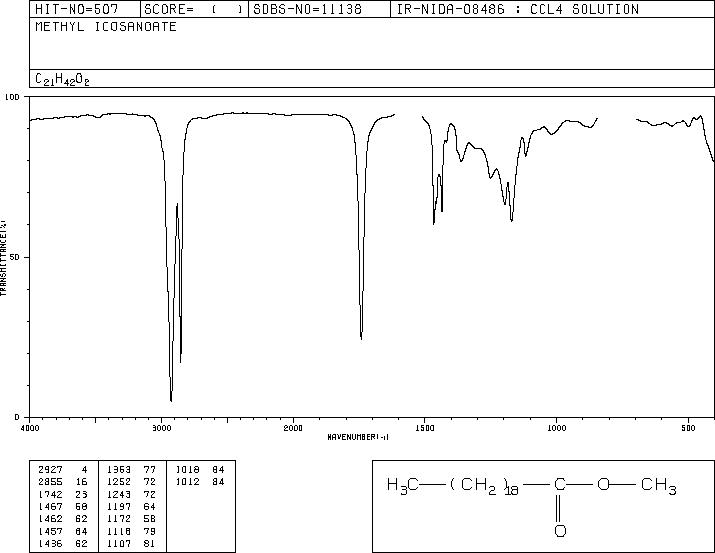 HIT-NO=507 SCORE= ( ) SDBS-NO=11138 IR-NIDA-08486 : CCL4 SOLUTION
METHYL ICOSANOATE
C21H42O2
100
50
0
TRANSMITTANCE(%)
4000 3000 2000 1500 1000 500
WAVENUMBER(-1)
2927 4 1363 77 1018 84
2855 16 1252 72 1012 84
1742 23 1243 72
1467 60 1197 64
1462 62 1172 58
1457 64 1118 79
1436 62 1107 81
H3C (CH2)18 C O CH3
O